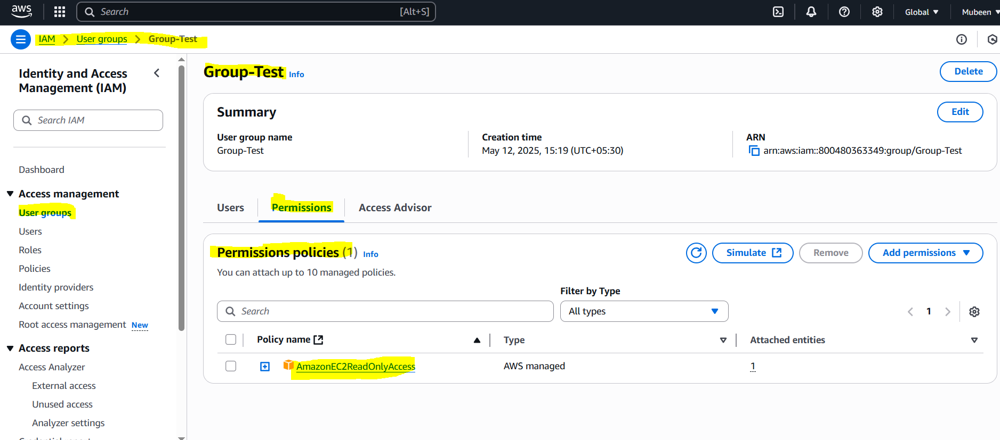 aws
Search [Alt+S]
Global
Mubeen
IAM > User groups > Group-Test
Identity and Access
Management (IAM)
Search IAM
Dashboard
Access management
User groups
Users
Roles
Policies
Identity providers
Account settings
Root access management New
Access reports
Access Analyzer
External access
Unused access
Analyzer settings
Group-Test Info
Delete
Summary
Edit
User group name
Group-Test
Creation time
May 12, 2025, 15:19 (UTC+05:30)
ARN
arn:aws:iam::800480363349:group/Group-Test
Users
Permissions
Access Advisor
Permissions policies (1) Info
Simulate
Remove
Add permissions
You can attach up to 10 managed policies.
Filter by Type
Search
All types
1
Policy name
Type
Attached entities
AmazonEC2ReadOnlyAccess
AWS managed
1